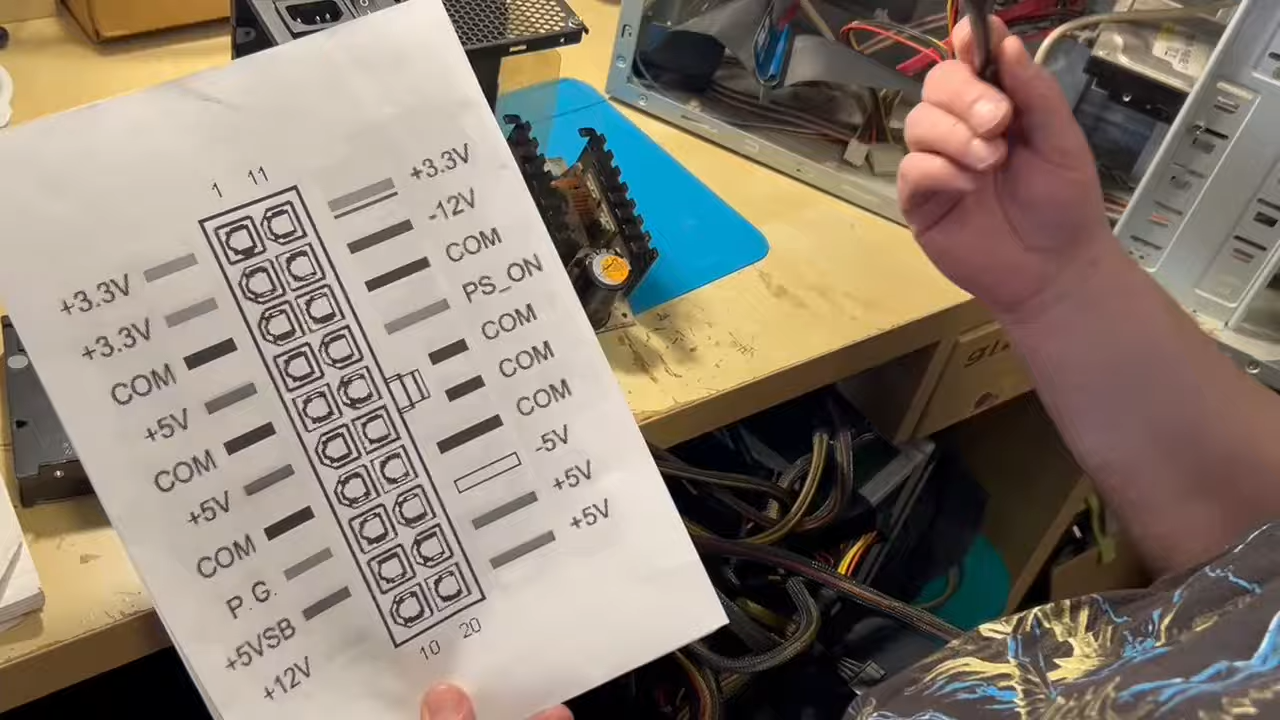 1 11
+3.3V
-12V
COM
PS_ON
COM
COM
COM
-5V
+5V
+5V
+3.3V
+3.3V
COM
+5V
COM
+5V
COM
P.G.
+5VSB
+12V
10 20